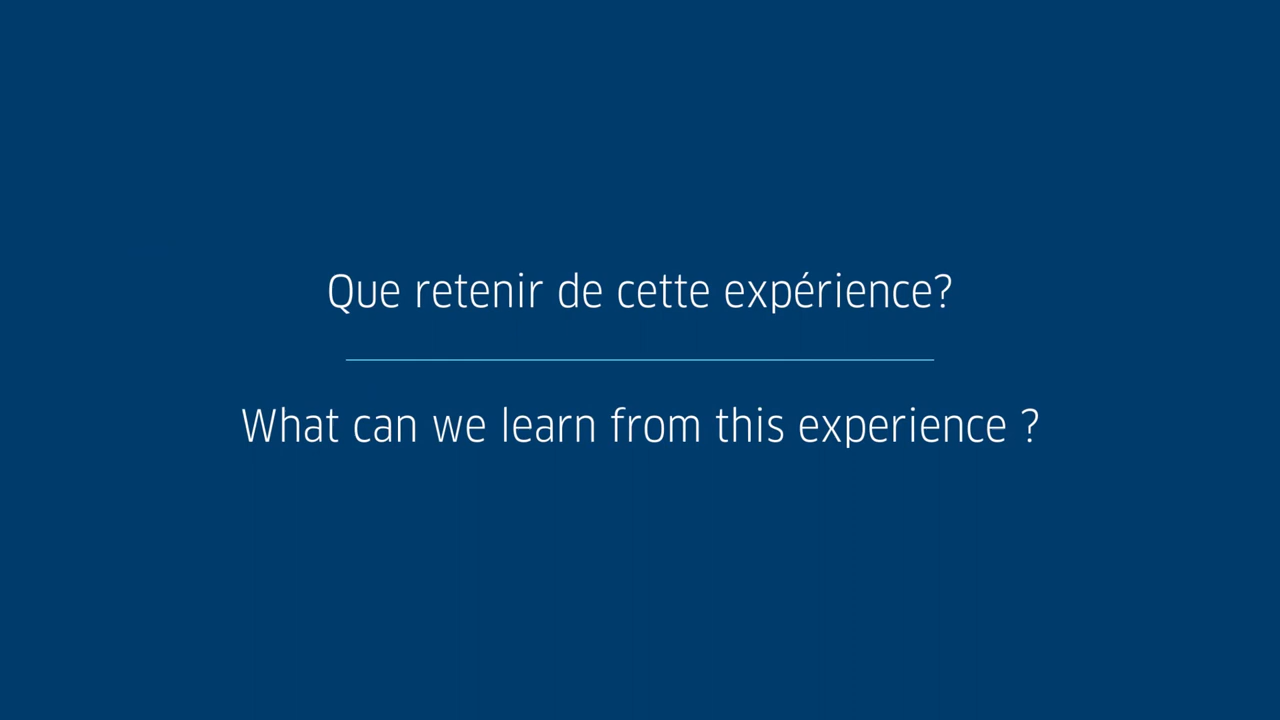 Que retenir de cette expérience?
What can we learn from this experience ?